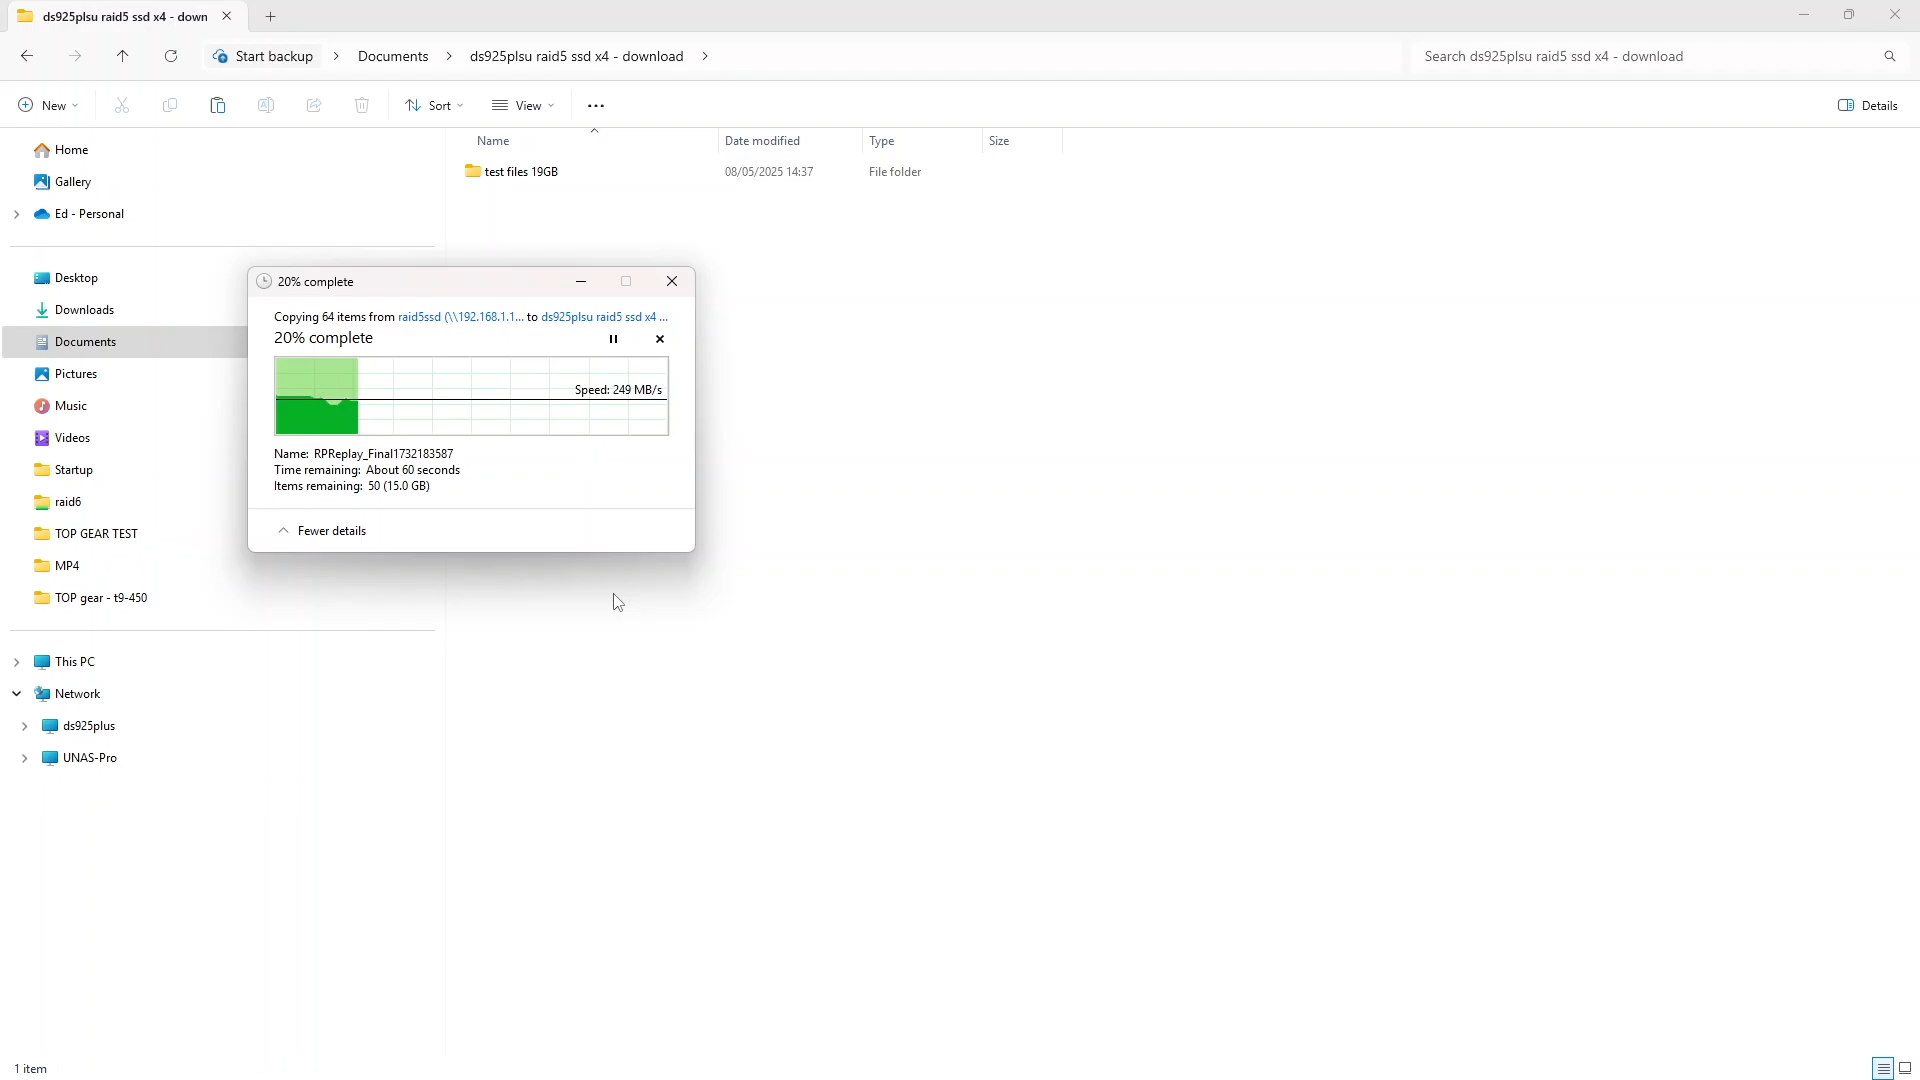 ds925plsu raid5 ssd x4 - down
Start backup > Documents > ds925plsu raid5 ssd x4 - download >
Search ds925plsu raid5 ssd x4 - download
New
Sort
View
Details
Home
Gallery
Ed - Personal
Desktop
Downloads
Documents
Pictures
Music
Videos
Startup
raid6
TOP GEAR TEST
MP4
TOP gear - t9-450
This PC
Network
ds925plus
UNAS-Pro
Name Date modified Type Size
test files 19GB 08/05/2025 14:37 File folder
20% complete
Copying 64 items from raid5ssd (\\192.168.1.1... to ds925plsu raid5 ssd x4 ...
20% complete
Speed: 249 MB/s
Name: RPReplay_Final1732183587
Time remaining: About 60 seconds
Items remaining: 50 (15.0 GB)
Fewer details
1 item